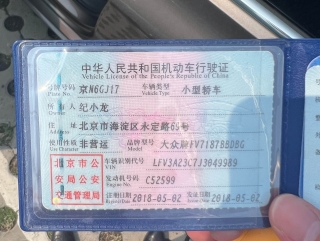 中华人民共和国机动车行驶证
Vehicle License of the People's Republic of China
号牌号码 京N6GJ17 车辆类型 小型轿车
Plate No. Vehicle Type
所有人 纪小龙
Owner
住址 北京市海淀区永定路69号
Address
使用性质 非营运 品牌型号 大众牌FV7187BBDBG
Use Character Model
北京市公 车辆识别代号 LFV3A23C7J3049989
安局公安 发动机号码 C52599
交通管理局 注册日期 2018-05-02 发证日期 2018-05-02